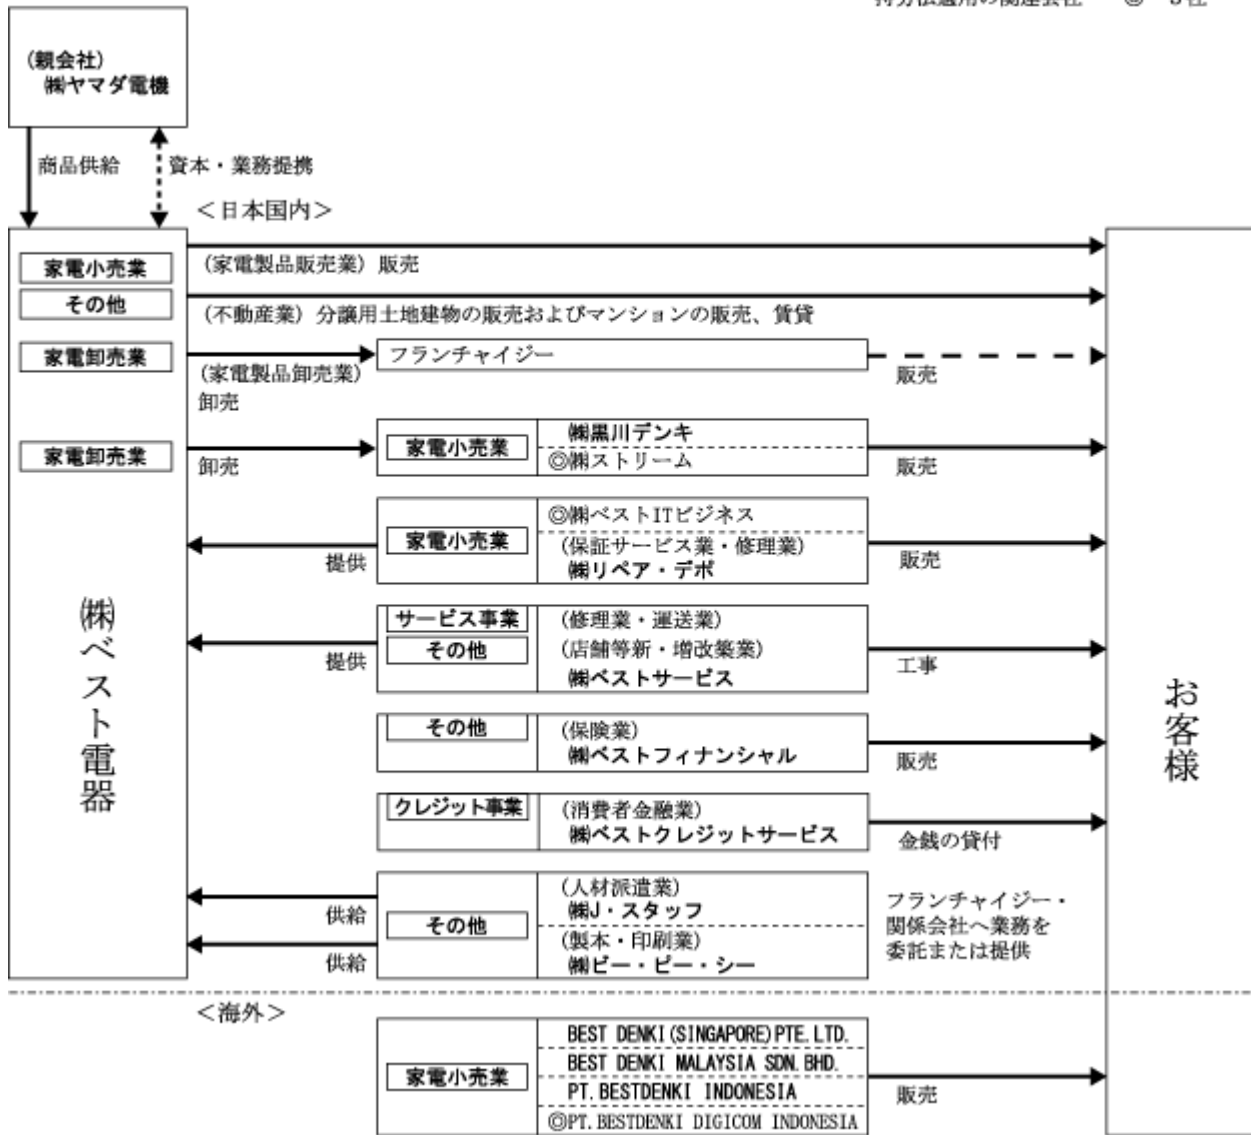 持分法適用の関連会社 ◎ 3社
(親会社)
㈱ヤマダ電機
商品供給
資本・業務提携
<日本国内>
家電小売業
(家電製品販売業)販売
その他
(不動産業)分譲用土地建物の販売およびマンションの販売、賃貸
家電卸売業
(家電製品卸売業)
卸売
フランチャイジー
販売
家電卸売業
卸売
家電小売業
㈱黒川デンキ
◎㈱ストリーム
販売
提供
家電小売業
◎㈱ベストITビジネス
(保証サービス業・修理業)
㈱リペア・デポ
販売
提供
サービス事業
その他
(修理業・運送業)
(店舗等新・増改築業)
㈱ベストサービス
工事
その他
(保険業)
㈱ベストフィナンシャル
販売
クレジット事業
(消費者金融業)
㈱ベストクレジットサービス
金銭の貸付
供給
供給
その他
(人材派遣業)
㈱J・スタッフ
(製本・印刷業)
㈱ビー・ピー・シー
フランチャイジー・
関係会社へ業務を
委託または提供
㈱ベスト電器
お客様
<海外>
家電小売業
BEST DENKI(SINGAPORE)PTE.LTD.
BEST DENKI MALAYSIA SDN.BHD.
PT.BESTDENKI INDONESIA
◎PT.BESTDENKI DIGICOM INDONESIA
販売